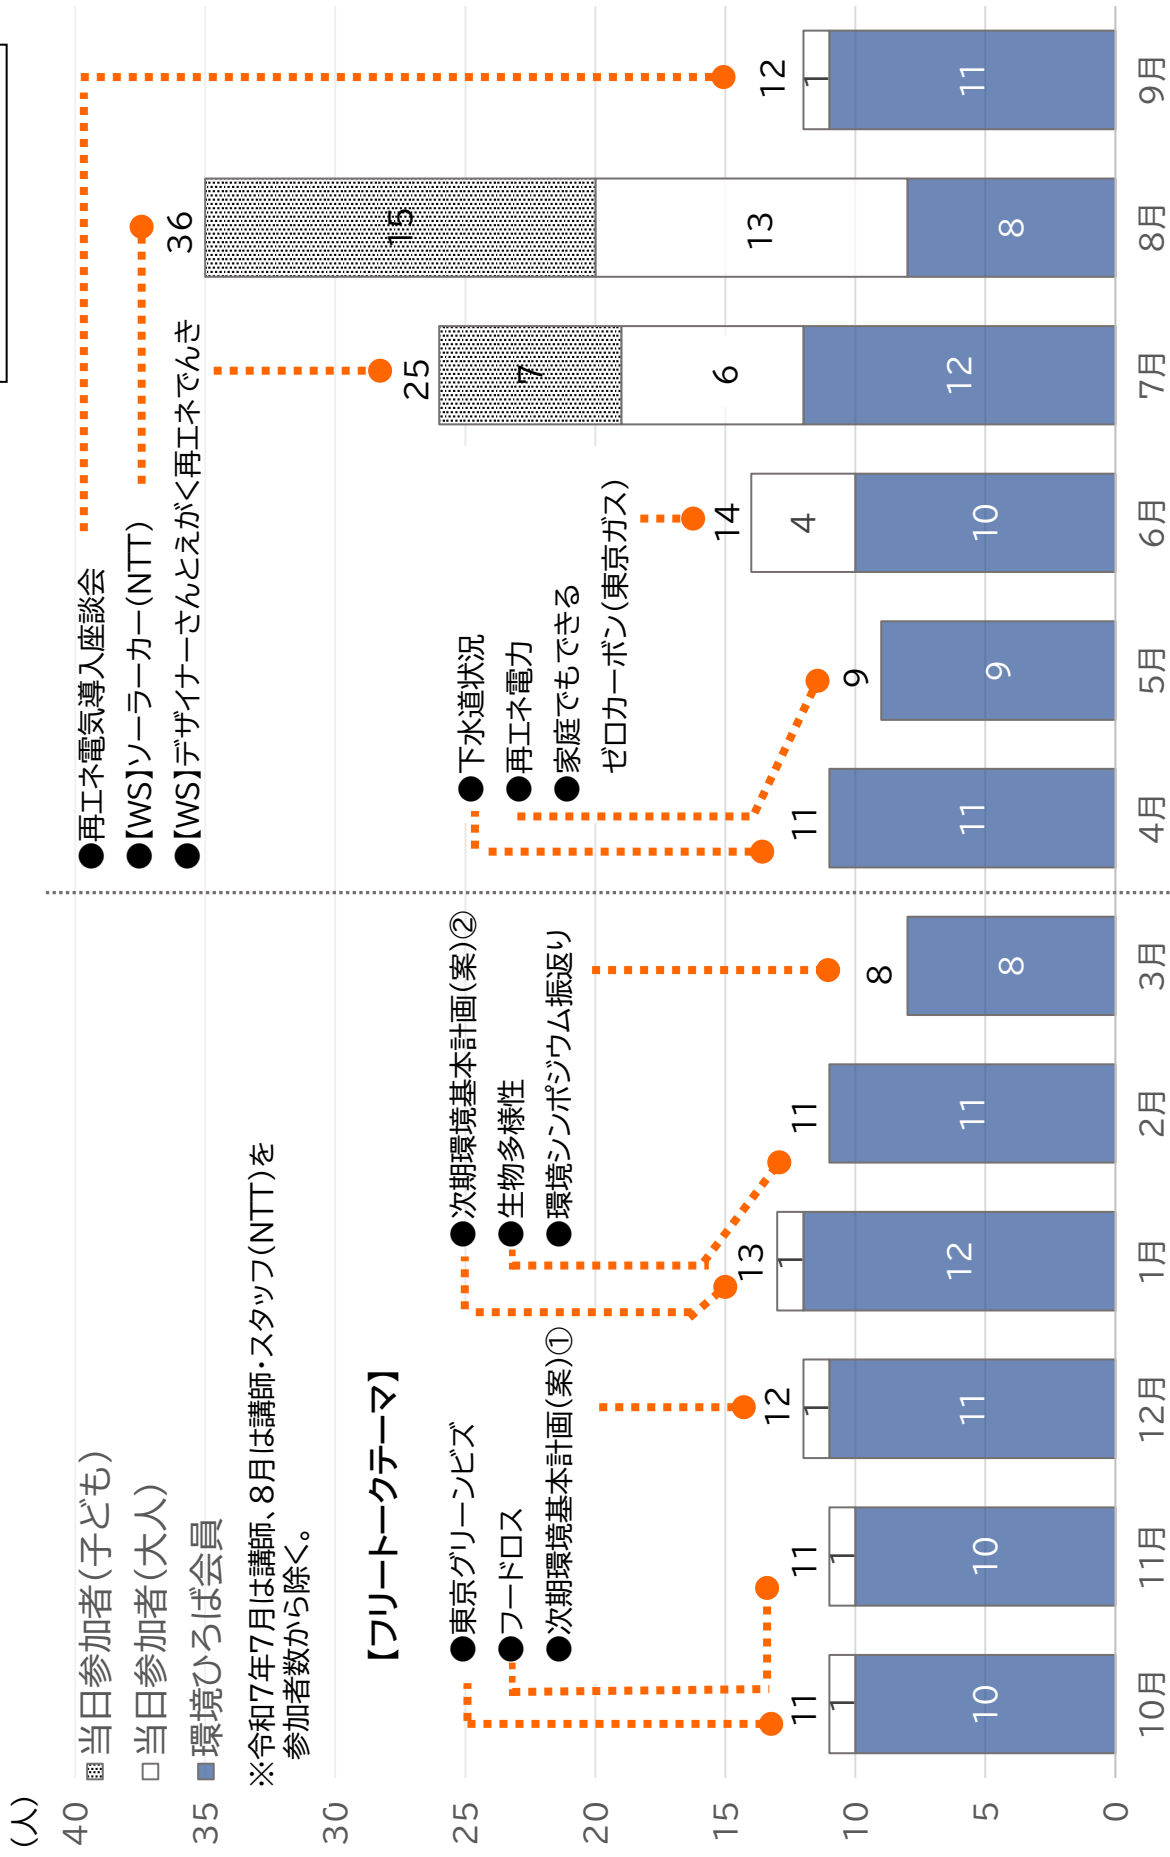 (人)
40
35
30
25
20
15
10
5
0
当日参加者(子ども)
当日参加者(大人)
環境ひろば会員
※令和7年7月は講師、8月は講師・スタッフ(NTT)を
参加者数から除く。
【フリートークテーマ】
●東京グリーンビズ
●フードロス
●次期環境基本計画(案)①
●次期環境基本計画(案)②
●生物多様性
●環境シンポジウム振返り
●下水道状況
●再エネ電力
●家庭でもできる
ゼロカーボン(東京ガス)
●再エネ電気導入座談会
●【WS】ソーラーカー(NTT)
●【WS】デザイナーさんとえがく再エネでんき
11
1
10
11
1
10
12
1
11
13
1
12
11
11
8
8
11
11
9
9
14
4
10
25
7
6
12
36
15
13
8
12
1
11
10月
11月
12月
1月
2月
3月
4月
5月
6月
7月
8月
9月